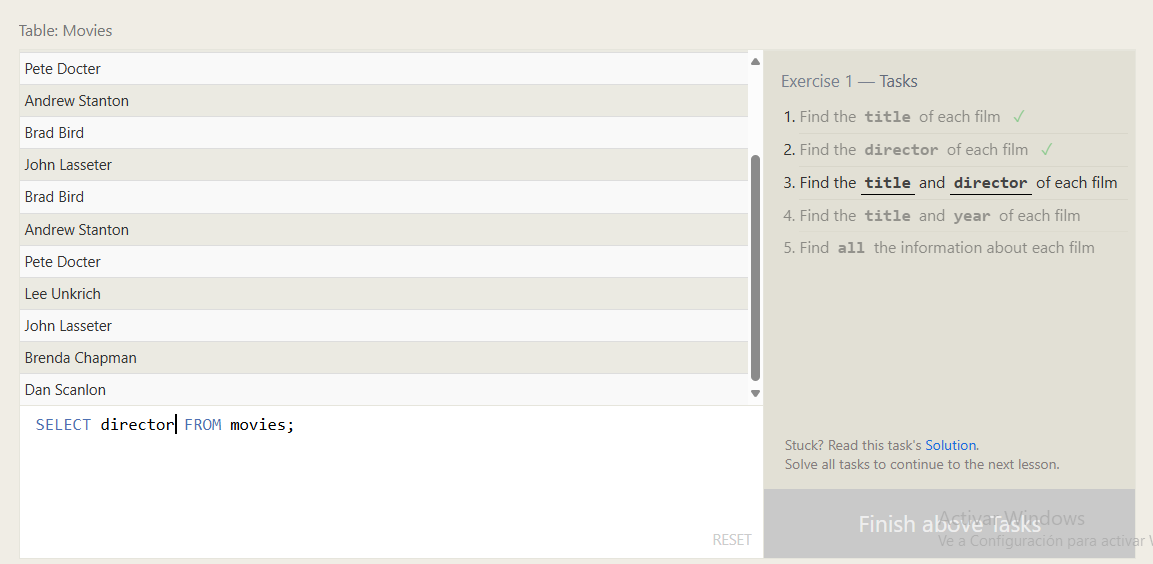 Table: Movies
Pete Docter
Andrew Stanton
Brad Bird
John Lasseter
Brad Bird
Andrew Stanton
Pete Docter
Lee Unkrich
John Lasseter
Brenda Chapman
Dan Scanlon
SELECT director FROM movies;
RESET
Exercise 1 — Tasks
1. Find the title of each film ✓
2. Find the director of each film ✓
3. Find the title and director of each film
4. Find the title and year of each film
5. Find all the information about each film
Stuck? Read this task's Solution.
Solve all tasks to continue to the next lesson.
Finish above Tasks
Activar Windows
Ve a Configuración para activar W